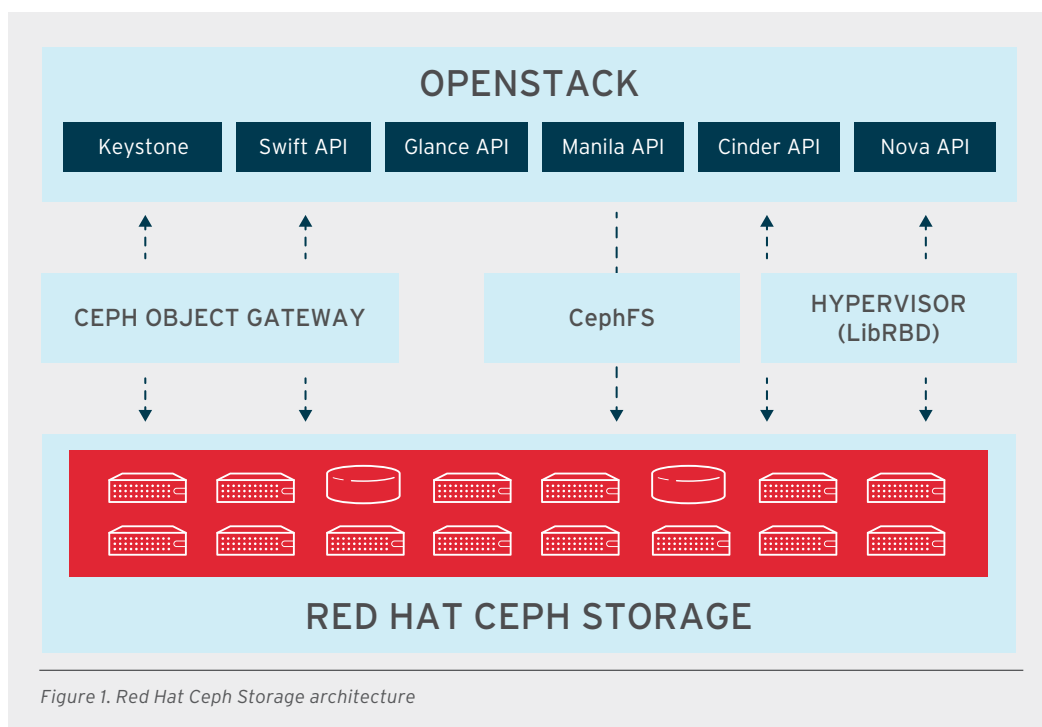 OPENSTACK
Keystone
Swift API
Glance API
Manila API
Cinder API
Nova API
CEPH OBJECT GATEWAY
CephFS
HYPERVISOR
(LibRBD)
RED HAT CEPH STORAGE
Figure 1. Red Hat Ceph Storage architecture